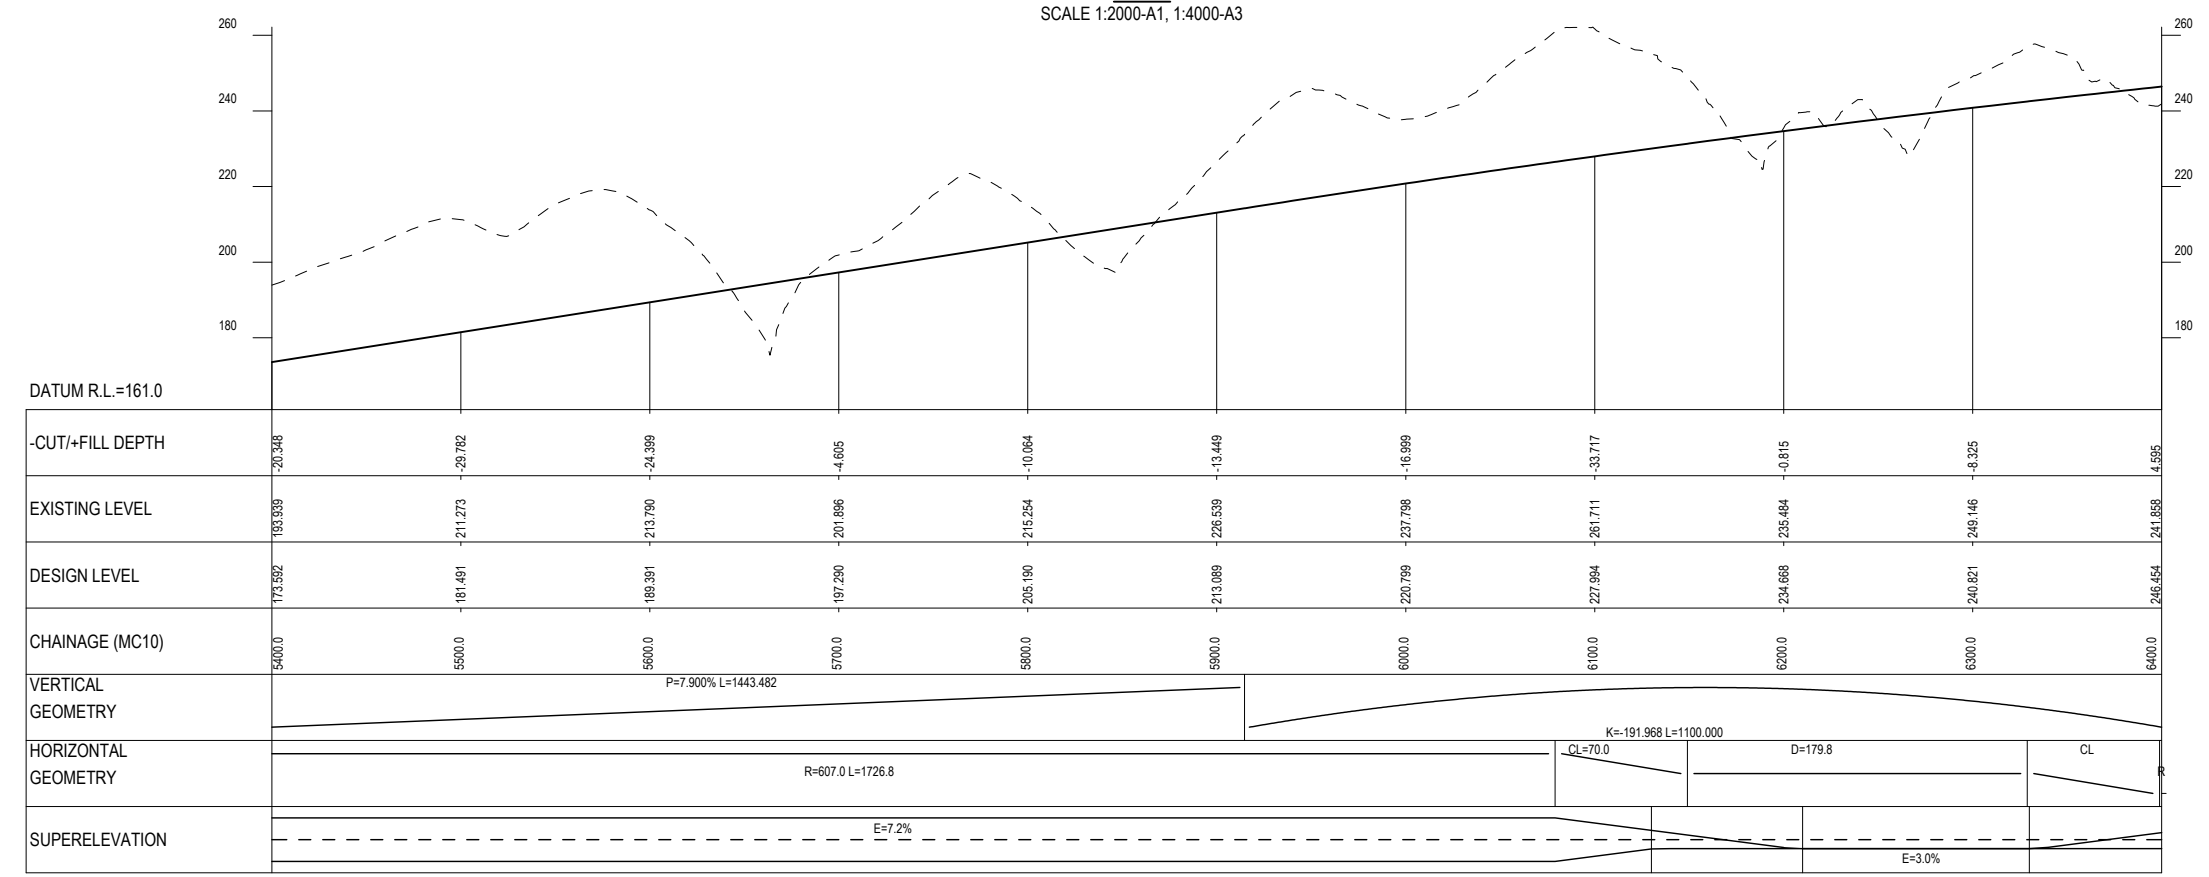 SCALE 1:2000-A1, 1:4000-A3
260 260
240 240
220 220
200 200
180 180
DATUM R.L.=161.0
-CUT/+FILL DEPTH -20.348 -29.782 -24.399 -4.605 -10.064 -13.449 -16.999 -33.717 -0.815 -8.325 4.595
EXISTING LEVEL 193.939 211.273 213.790 201.896 215.254 226.539 237.798 261.711 235.484 249.146 241.858
DESIGN LEVEL 173.592 181.491 189.391 197.290 205.190 213.089 220.799 227.994 234.668 240.821 246.454
CHAINAGE (MC10) 5400.0 5500.0 5600.0 5700.0 5800.0 5900.0 6000.0 6100.0 6200.0 6300.0 6400.0
VERTICAL
GEOMETRY
P=7.900% L=1443.482
K=-191.968 L=1100.000
HORIZONTAL
GEOMETRY
R=607.0 L=1726.8
CL=70.0
D=179.8
CL
R
SUPERELEVATION
E=7.2%
E=3.0%